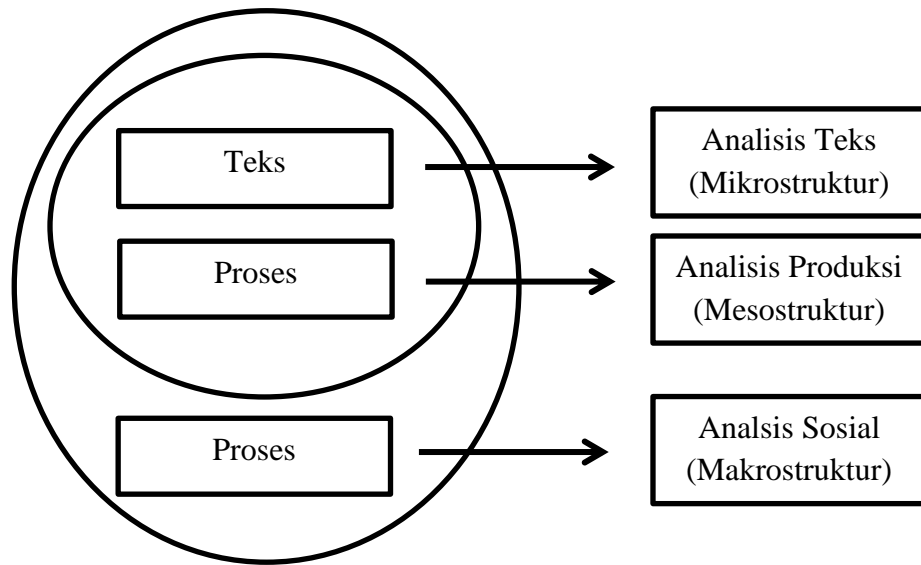 Teks
Analisis Teks
(Mikrostruktur)
Proses
Analisis Produksi
(Mesostruktur)
Proses
Analsis Sosial
(Makrostruktur)